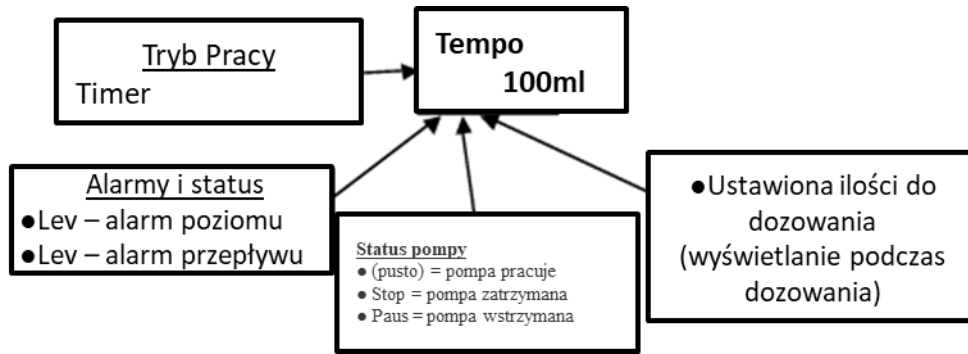 Tryb Pracy
Timer
Tempo
100ml
Alarmy i status
●Lev – alarm poziomu
●Lev – alarm przepływu
Status pompy
● (pusto) = pompa pracuje
● Stop = pompa zatrzymana
● Paus = pompa wstrzymana
●Ustawiona ilości do
dozowania
(wyświetlanie podczas
dozowania)